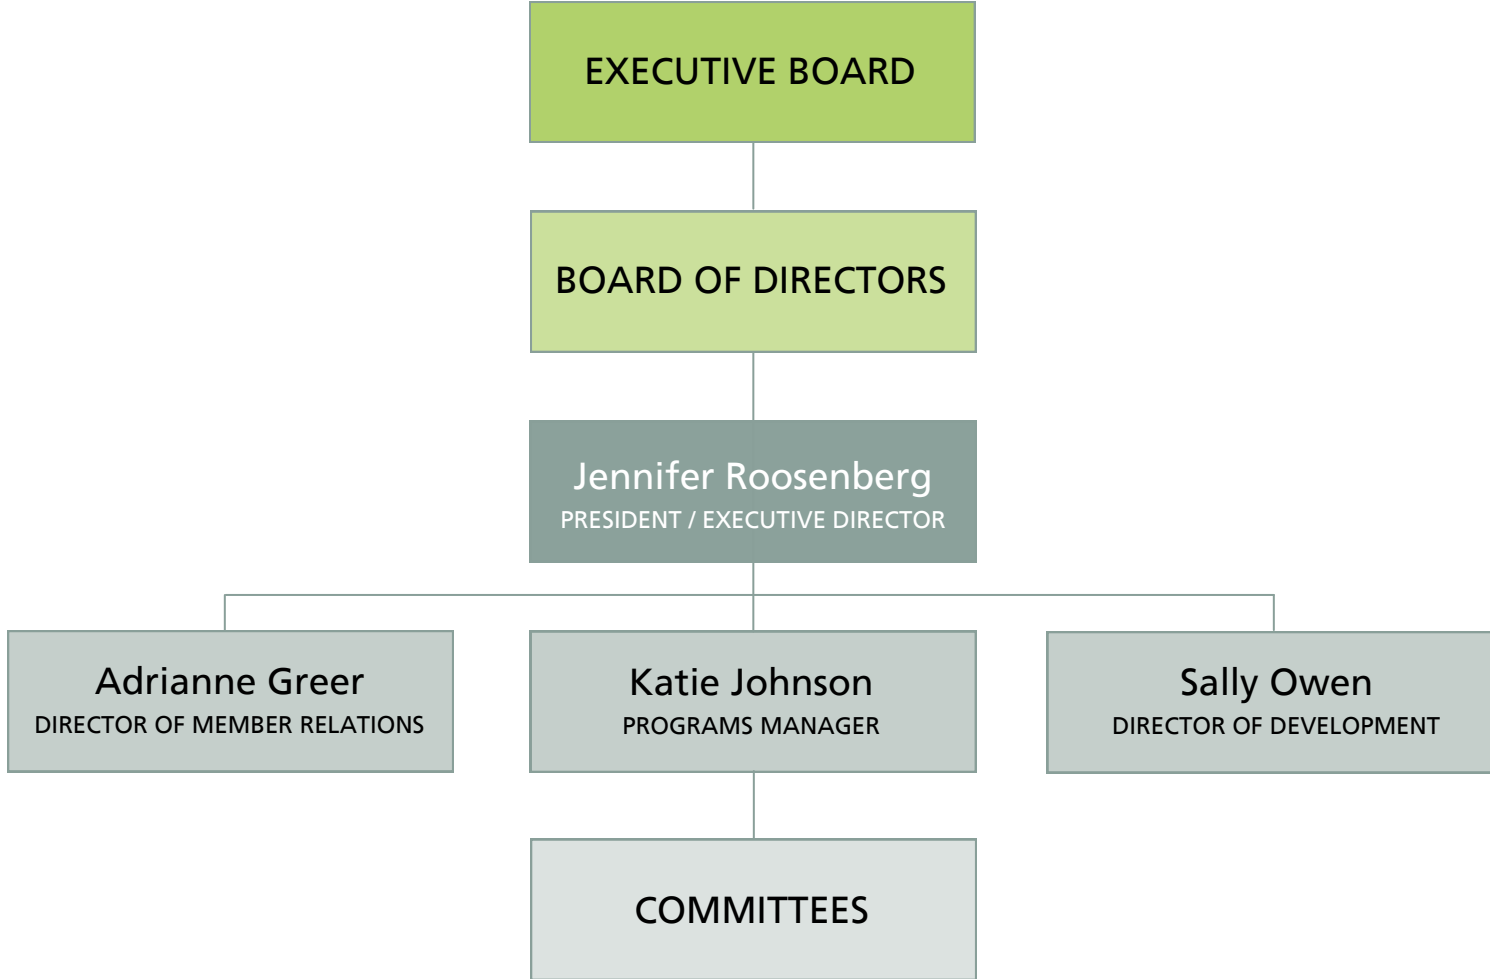 EXECUTIVE BOARD
BOARD OF DIRECTORS
Jennifer Roosenberg
PRESIDENT / EXECUTIVE DIRECTOR
Adrianne Greer
DIRECTOR OF MEMBER RELATIONS
Katie Johnson
PROGRAMS MANAGER
Sally Owen
DIRECTOR OF DEVELOPMENT
COMMITTEES